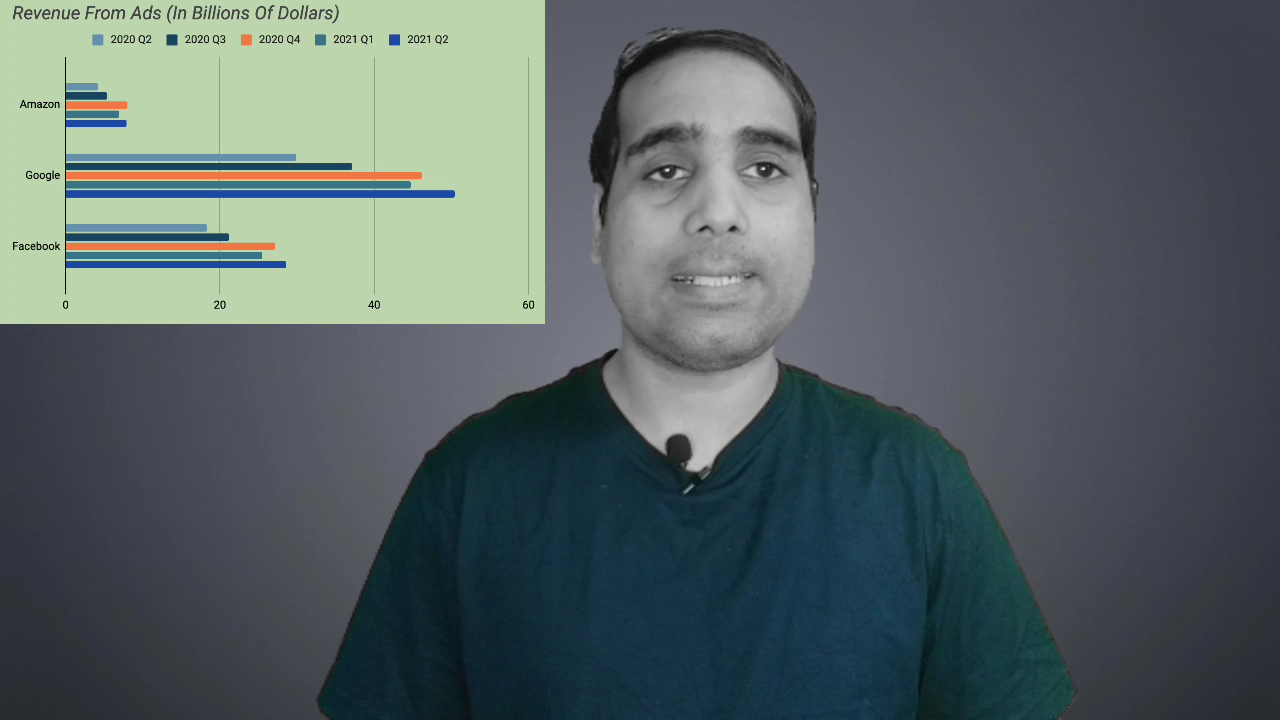 Revenue From Ads (In Billions Of Dollars)
2020 Q2 2020 Q3 2020 Q4 2021 Q1 2021 Q2
Amazon
Google
Facebook
0 20 40 60